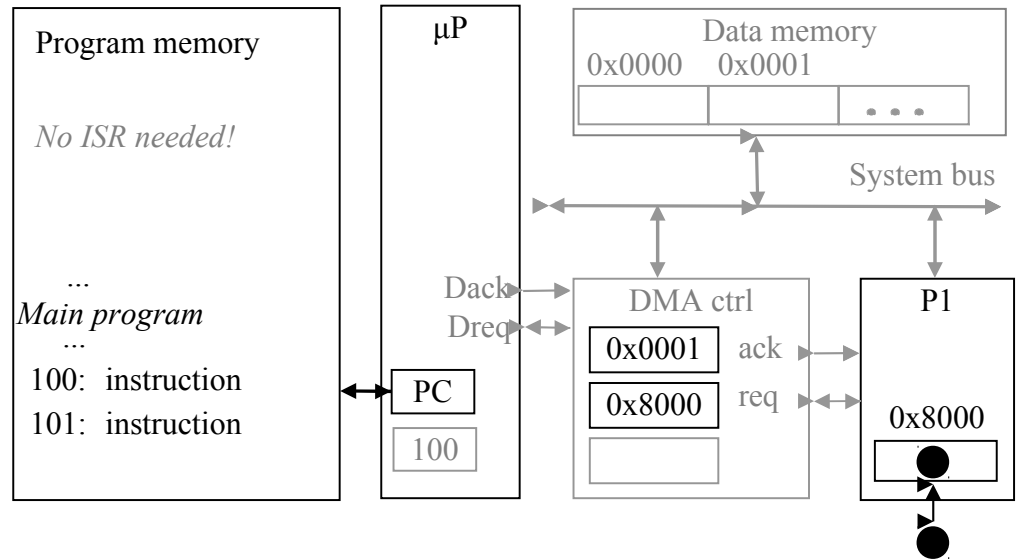 Program memory
No ISR needed!
...
Main program
...
100: instruction
101: instruction
μP
PC
100
Data memory
0x0000 0x0001
...
System bus
Dack
Dreq
DMA ctrl
0x0001
0x8000
ack
req
P1
0x8000